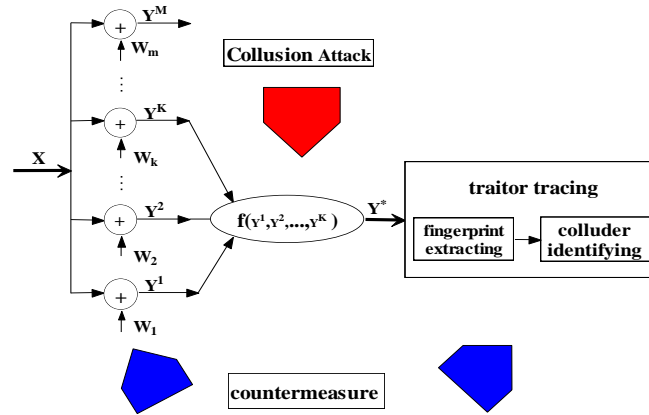 Y^M
W_m
Collusion Attack
⋮
Y^K
X
W_k
⋮
traitor tracing
Y^2
f(Y^1,Y^2,...,Y^K )
Y^*
fingerprint
extracting
colluder
identifying
W_2
Y^1
W_1
countermeasure